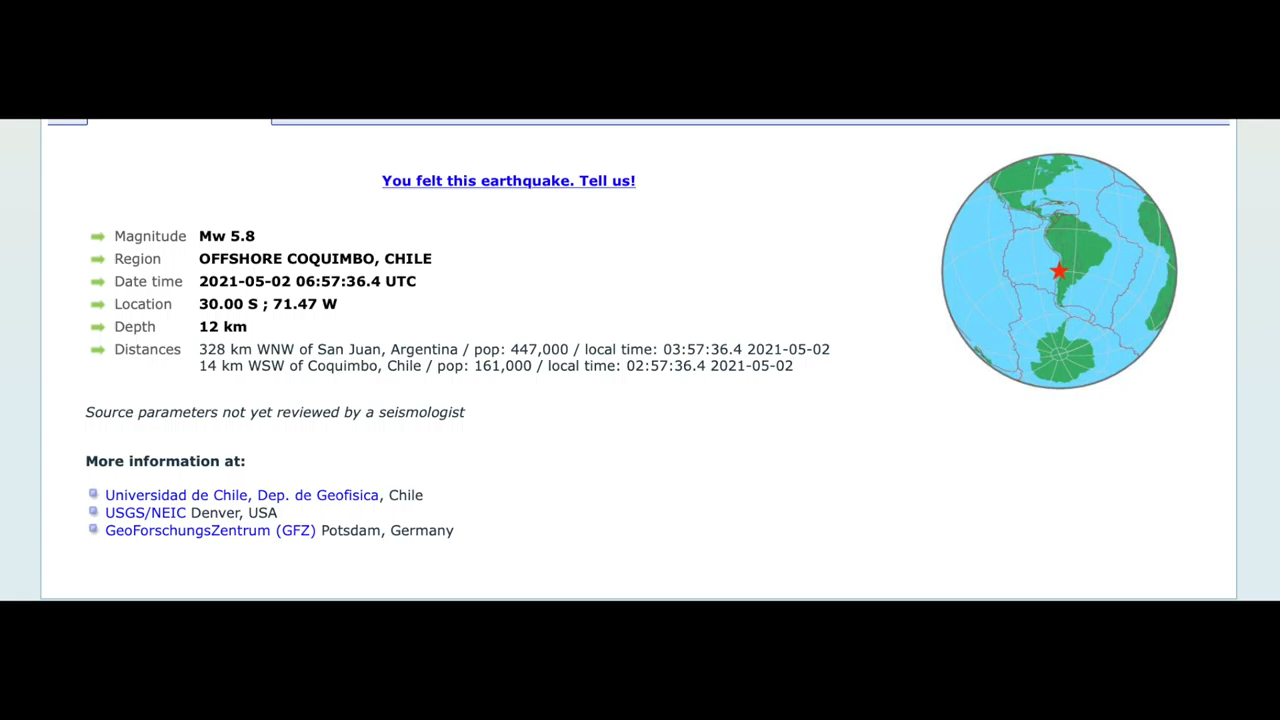 You felt this earthquake. Tell us!
Magnitude Mw 5.8
Region OFFSHORE COQUIMBO, CHILE
Date time 2021-05-02 06:57:36.4 UTC
Location 30.00 S ; 71.47 W
Depth 12 km
Distances 328 km WNW of San Juan, Argentina / pop: 447,000 / local time: 03:57:36.4 2021-05-02
14 km WSW of Coquimbo, Chile / pop: 161,000 / local time: 02:57:36.4 2021-05-02
Source parameters not yet reviewed by a seismologist
More information at:
Universidad de Chile, Dep. de Geofisica, Chile
USGS/NEIC Denver, USA
GeoForschungsZentrum (GFZ) Potsdam, Germany